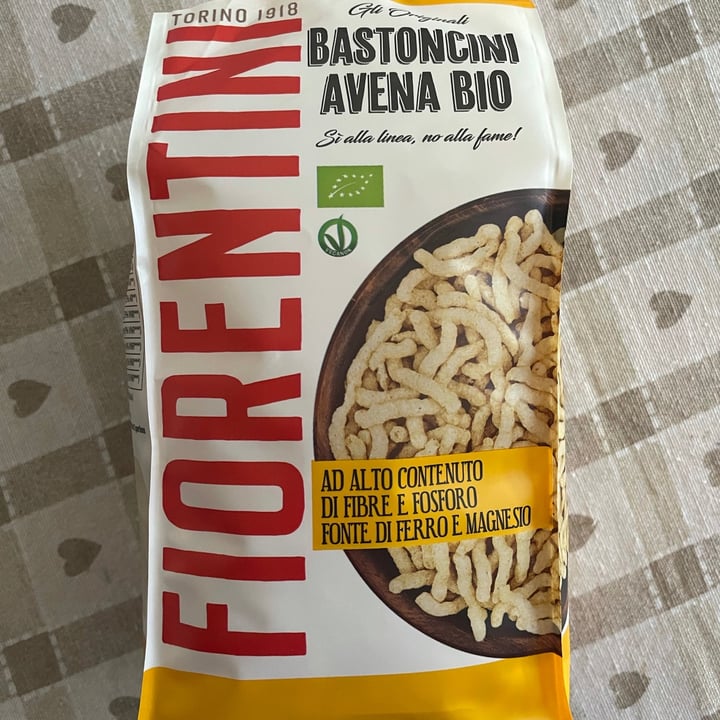 TORINO 1918
FIORENTINI
Gli Originali
BASTONCINI
AVENA BIO
Sì alla linea, no alla fame!
AD ALTO CONTENUTO
DI FIBRE E FOSFORO
FONTE DI FERRO E MAGNESIO